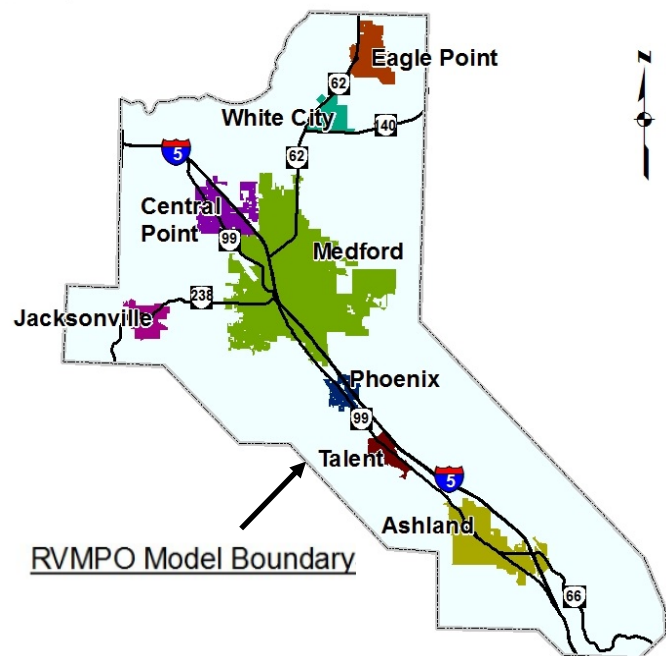 Eagle Point
62
N
White City
140
5
62
Central
Point
99
Medford
238
Jacksonville
Phoenix
99
Talent
5
Ashland
RVMPO Model Boundary
66